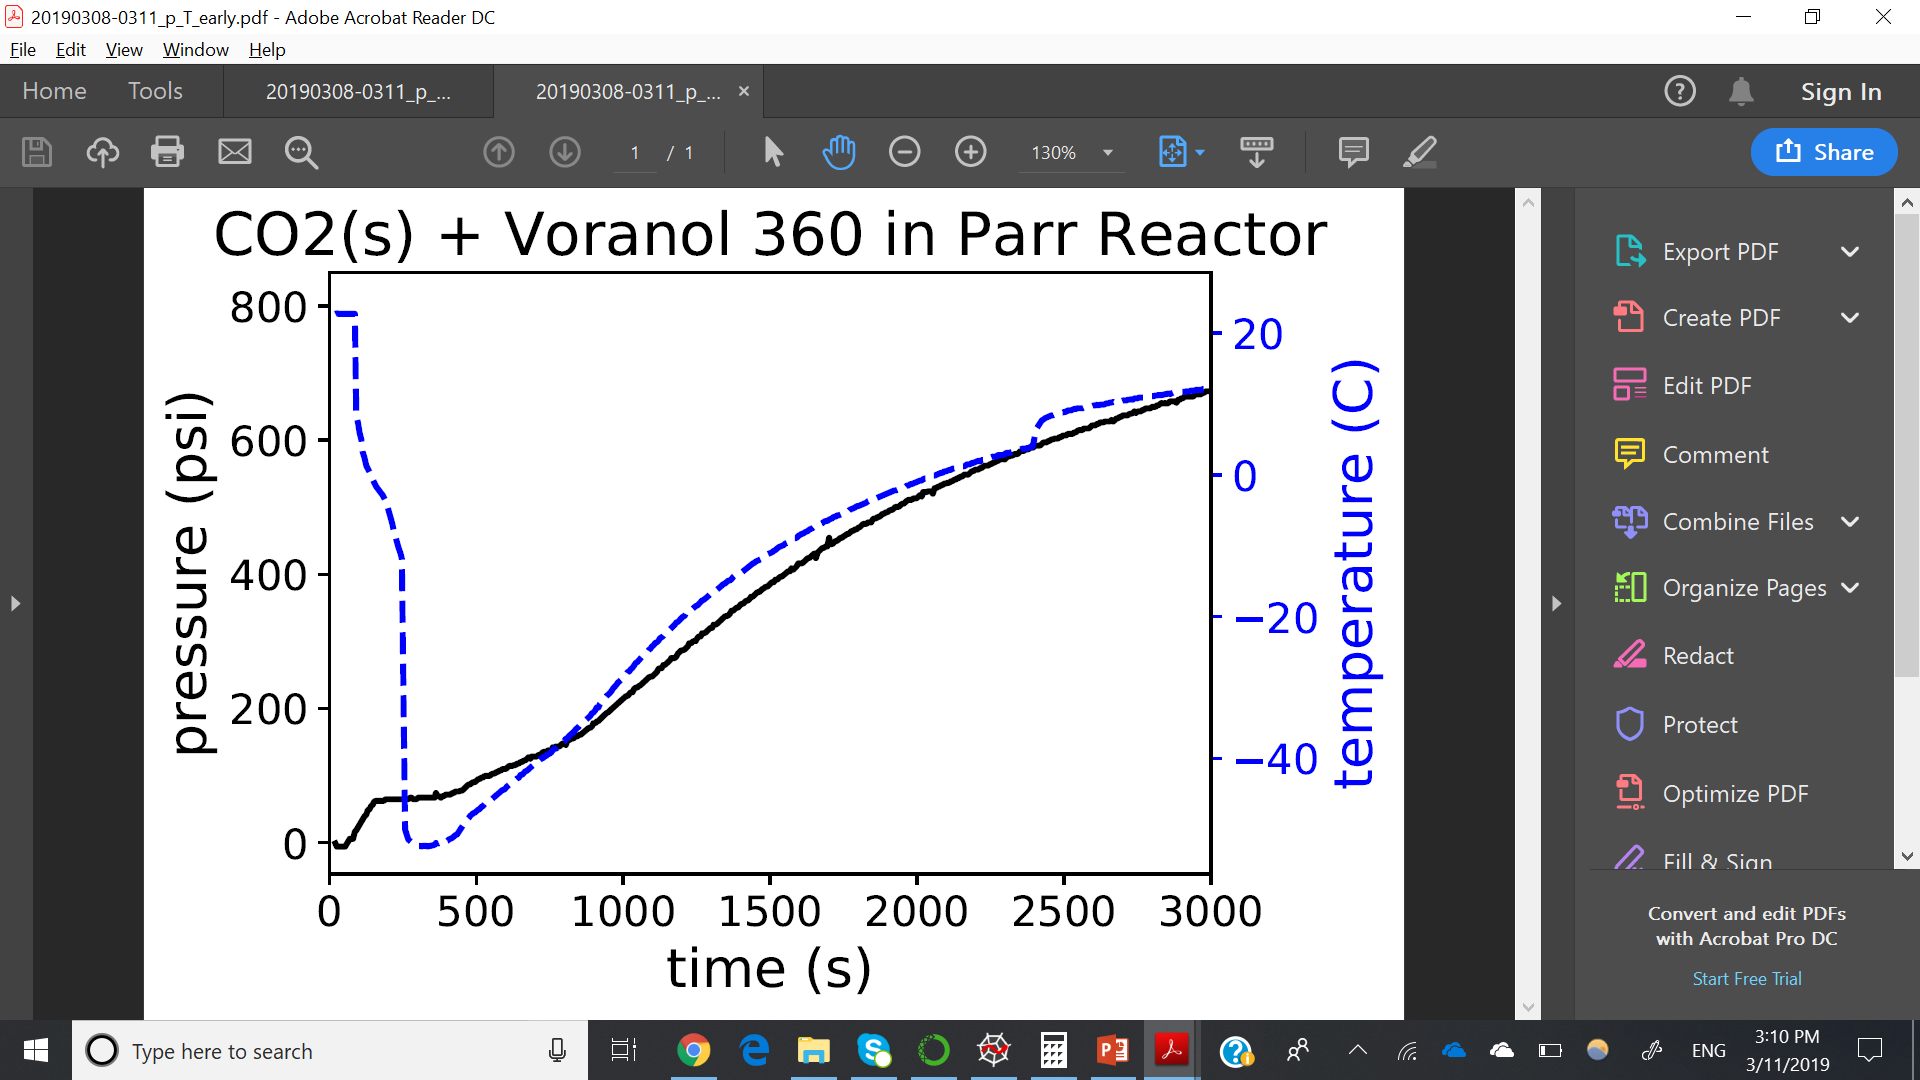 20190308-0311_p_T_early.pdf - Adobe Acrobat Reader DC
File Edit View Window Help
Home Tools 20190308-0311_p_... 20190308-0311_p_... × Sign In
1 / 1 130% Share
CO2(s) + Voranol 360 in Parr Reactor
800
600
400
200
0
pressure (psi)
20
0
−20
−40
temperature (C)
0 500 1000 1500 2000 2500 3000
time (s)
Export PDF
Create PDF
Edit PDF
Comment
Combine Files
Organize Pages
Redact
Protect
Optimize PDF
Fill & Sign
Convert and edit PDFs
with Acrobat Pro DC
Start Free Trial
Type here to search
ENG
3:10 PM
3/11/2019